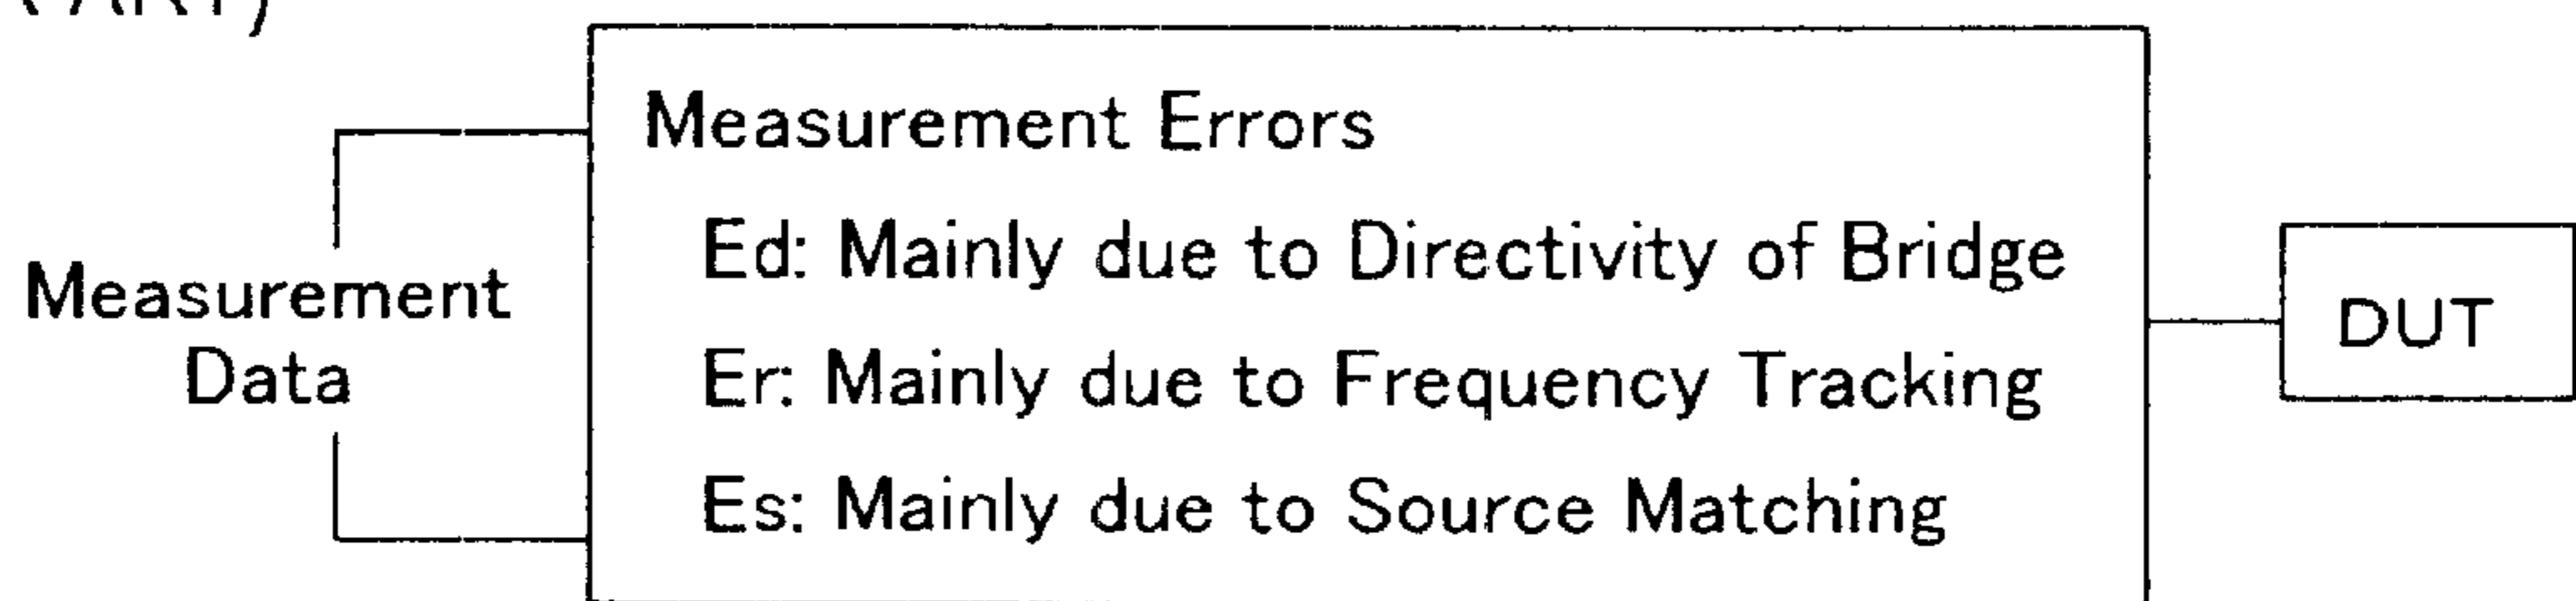 Measurement Errors
Ed: Mainly due to Directivity of Bridge
Measurement
Data
DUT
Er: Mainly due to Frequency Tracking
Es: Mainly due to Source Matching